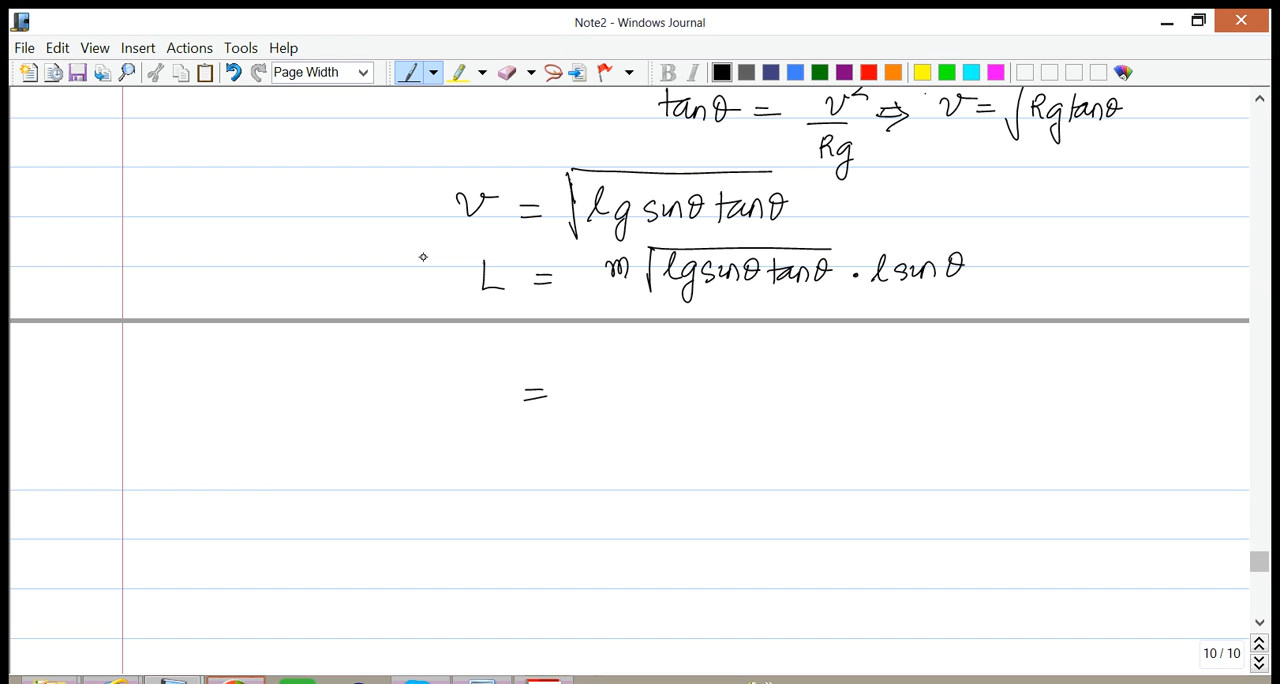 Note2 - Windows Journal
File Edit View Insert Actions Tools Help
Page Width B I
tanθ = v²/Rg ⇒ v = √Rg tanθ
v = √lg sinθ tanθ
L = m √lg sinθ tanθ . l sinθ
=
10 / 10